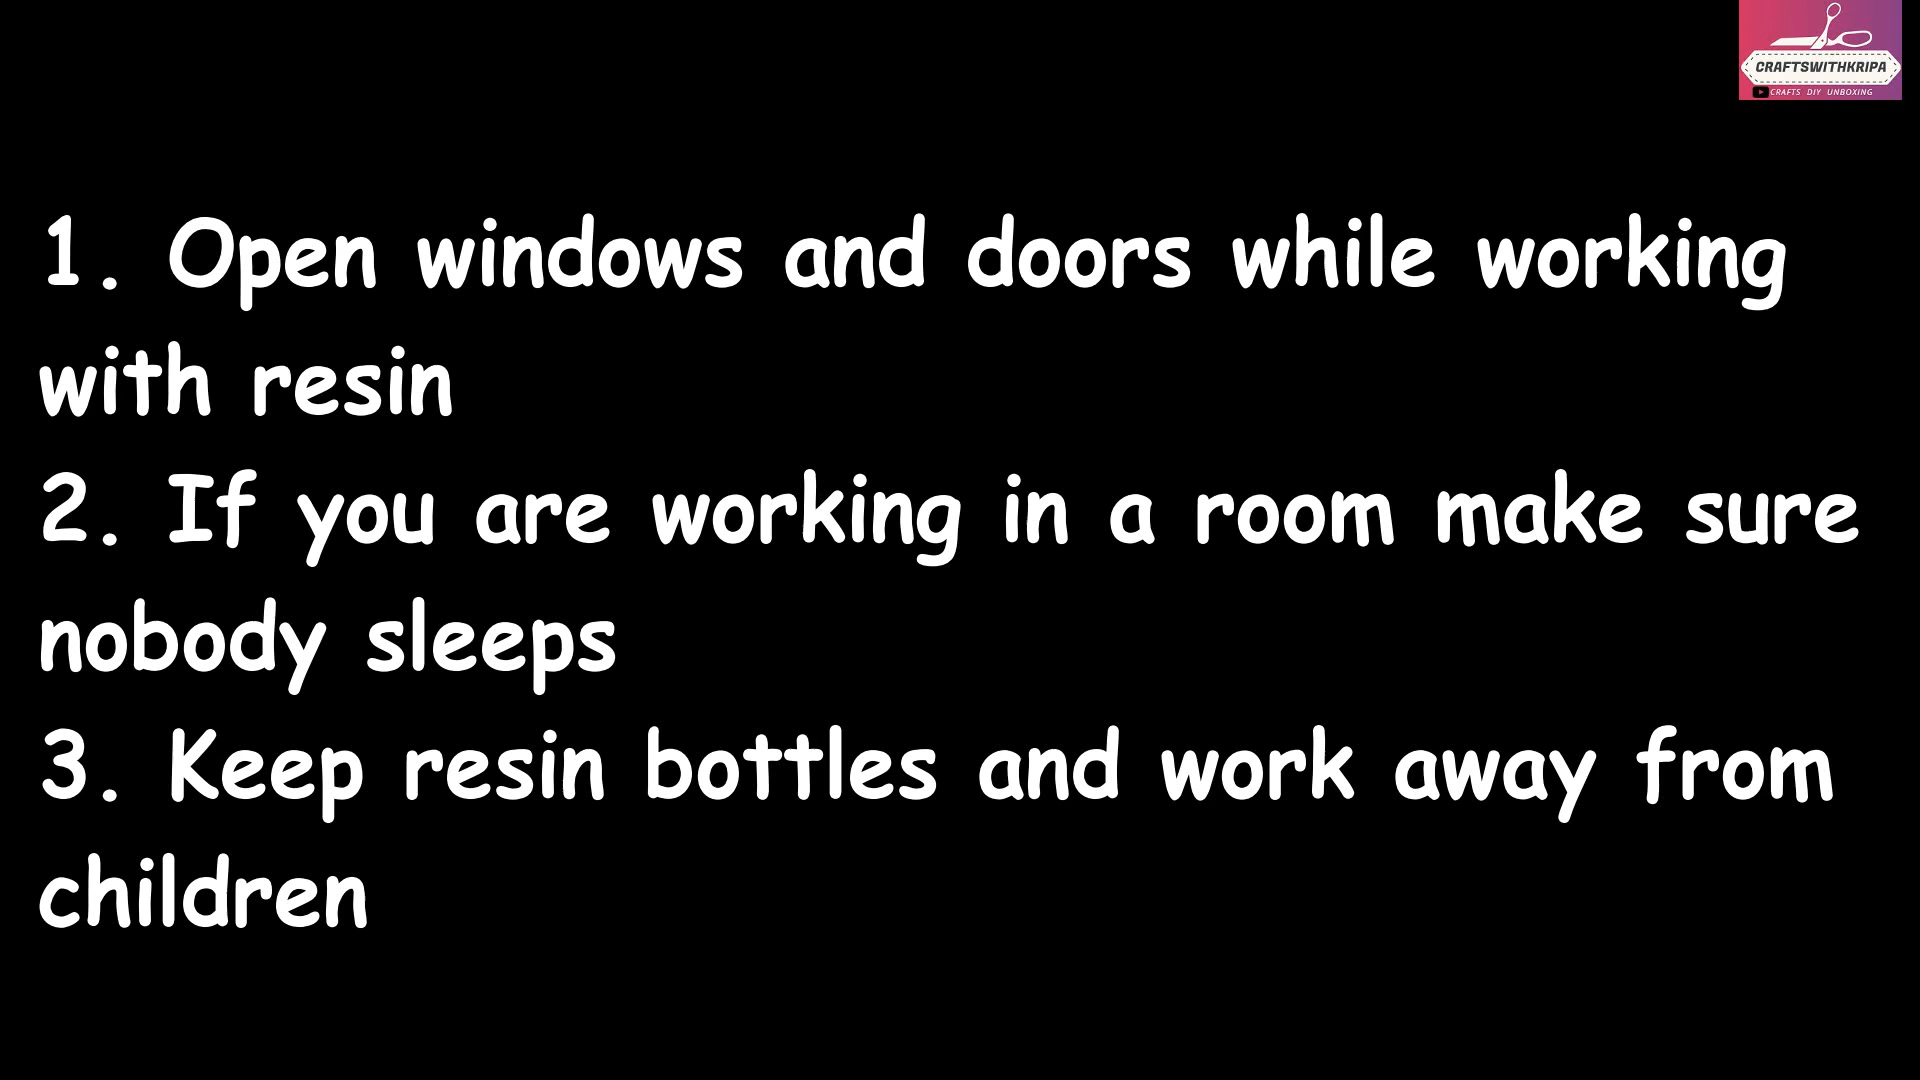 CRAFTSWITHKRIPA
CRAFTS DIY UNBOXING
1. Open windows and doors while working
with resin
2. If you are working in a room make sure
nobody sleeps
3. Keep resin bottles and work away from
children